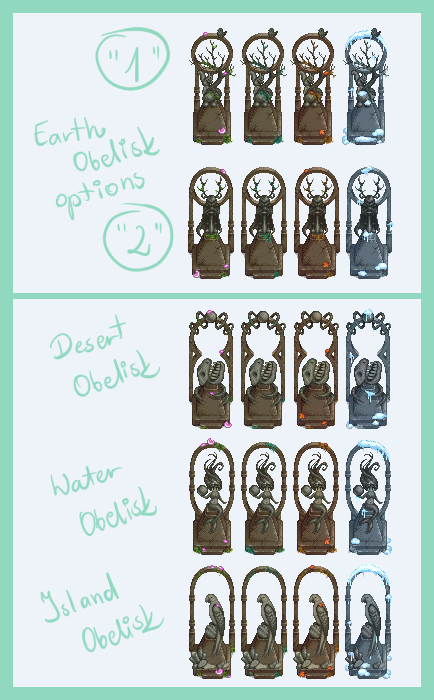 "1"
Earth
Obelisk
options
"2"
Desert
Obelisk
Water
Obelisk
Island
Obelisk